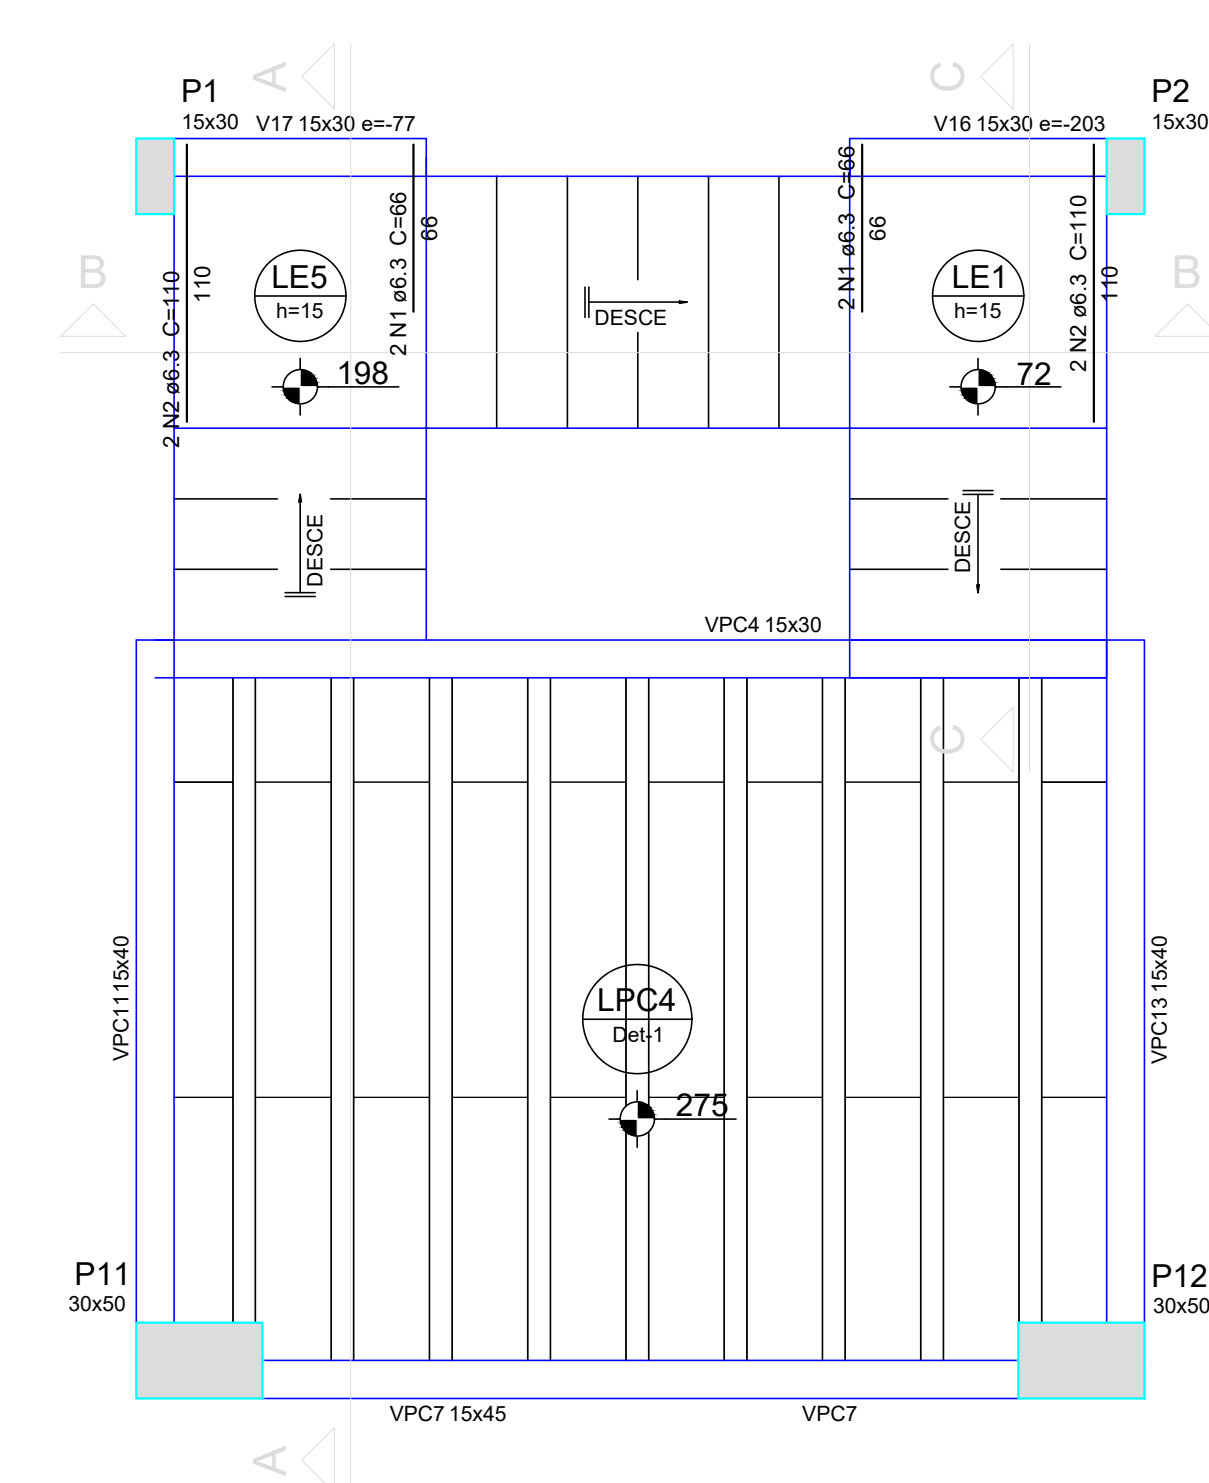 A
C
P1
15x30
V17 15x30 e=-77
V16 15x30 e=-203
P2
15x30
2 N2 ø6.3 C=110
110
2 N1 ø6.3 C=66
66
2 N1 ø6.3 C=66
66
2 N2 ø6.3 C=110
110
B
LE5
h=15
198
DESCE
LE1
h=15
72
B
DESCE
DESCE
VPC4 15x30
C
VPC11 15x40
LPC4
Det-1
275
VPC13 15x40
P11
30x50
P12
30x50
VPC7 15x45
VPC7
A